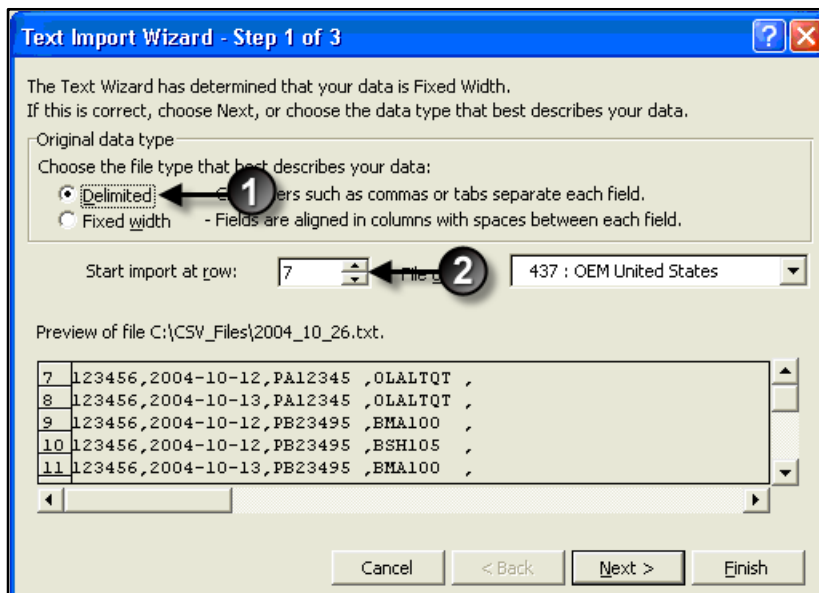 Text Import Wizard - Step 1 of 3
The Text Wizard has determined that your data is Fixed Width.
If this is correct, choose Next, or choose the data type that best describes your data.
Original data type
Choose the file type that best describes your data:
Delimited 1 such as commas or tabs separate each field.
Fixed width - Fields are aligned in columns with spaces between each field.
Start import at row: 7 2 File 437 : OEM United States
Preview of file C:\CSV_Files\2004_10_26.txt.
7 123456,2004-10-12,PA12345 ,OLALTQT ,
8 123456,2004-10-13,PA12345 ,OLALTQT ,
9 123456,2004-10-12,PB23495 ,BMA100 ,
10 123456,2004-10-12,PB23495 ,BSH105 ,
11 123456,2004-10-13,PB23495 ,BMA100 ,
Cancel < Back Next > Finish